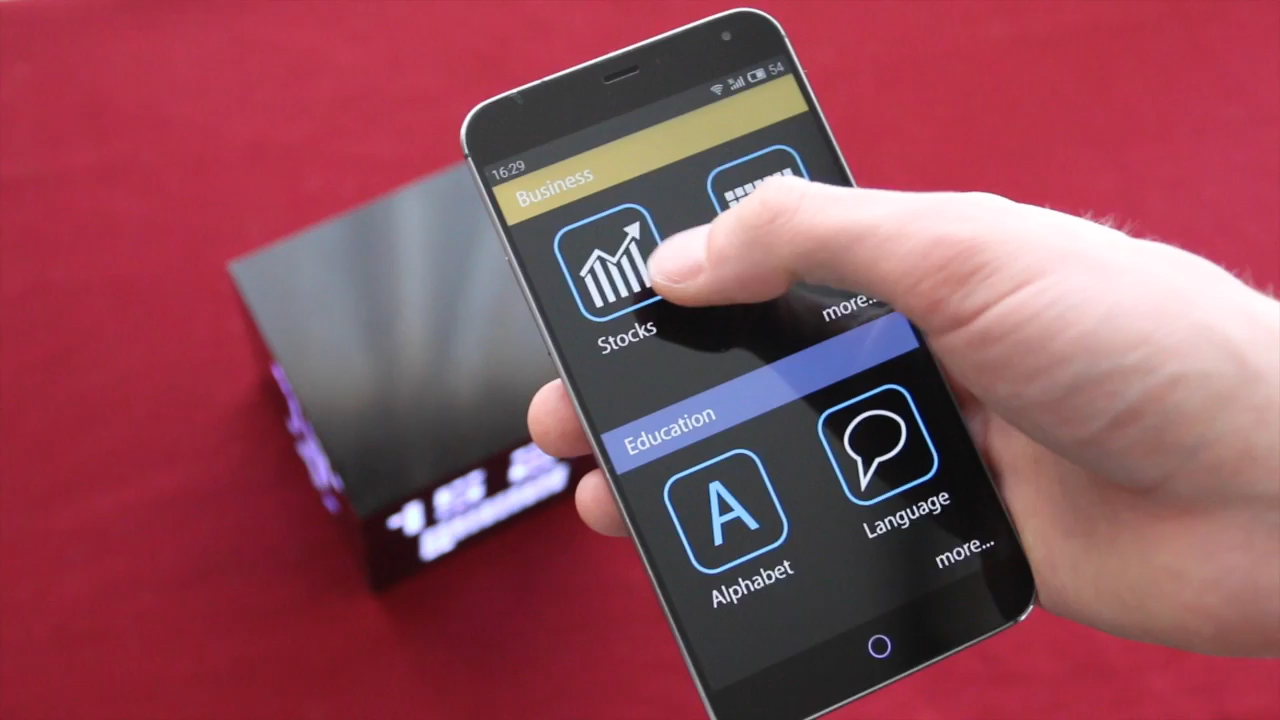 16:29
54
Business
Stocks
more...
Education
A
Alphabet
Language
more...